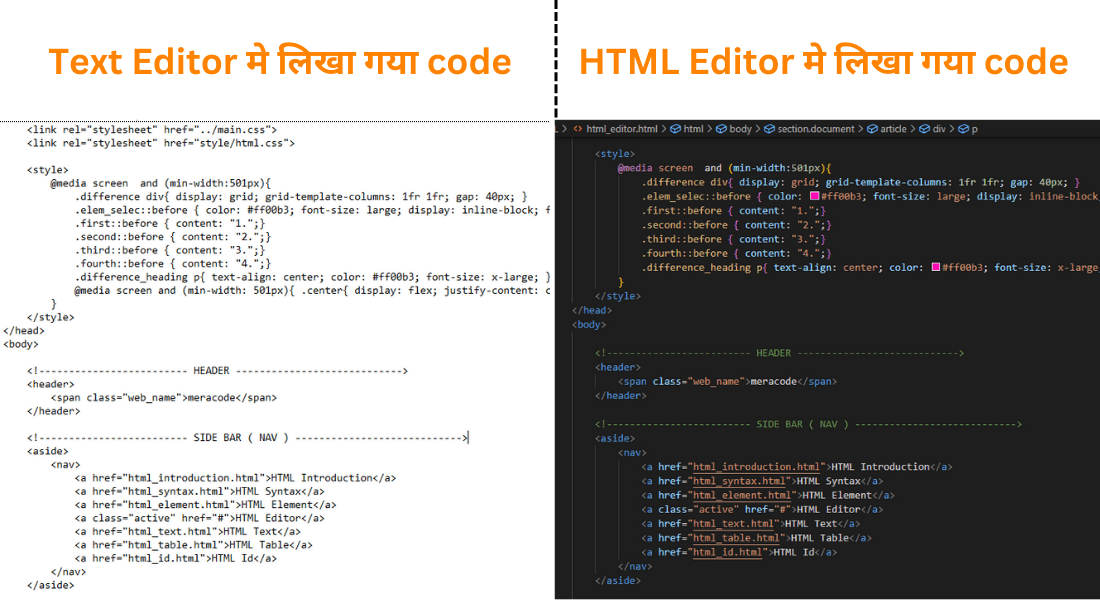 Text Editor मे लिखा गया code
<link rel="stylesheet" href="../main.css">
<link rel="stylesheet" href="style/html.css">
<style>
@media screen  and (min-width:501px){
.difference div{ display: grid; grid-template-columns: 1fr 1fr; gap: 40px; }
.elem_selec::before { color: #ff00b3; font-size: large; display: inline-block; f
.first::before { content: "1.";}
.second::before { content: "2.";}
.third::before { content: "3.";}
.fourth::before { content: "4.";}
.difference_heading p{ text-align: center; color: #ff00b3; font-size: x-large; }
@media screen and (min-width: 501px){ .center{ display: flex; justify-content: c
}
</style>
</head>
<body>
<!------------------------- HEADER ---------------------------->
<header>
<span class="web_name">meracode</span>
</header>
<!------------------------- SIDE BAR ( NAV ) ---------------------------->
<aside>
<nav>
<a href="html_introduction.html">HTML Introduction</a>
<a href="html_syntax.html">HTML Syntax</a>
<a href="html_element.html">HTML Element</a>
<a class="active" href="#">HTML Editor</a>
<a href="html_text.html">HTML Text</a>
<a href="html_table.html">HTML Table</a>
<a href="html_id.html">HTML Id</a>
</nav>
</aside>
HTML Editor मे लिखा गया code
> <> html_editor.html > html > body > section.document > article > div > p
<style>
@media screen  and (min-width:501px){
.difference div{ display: grid; grid-template-columns: 1fr 1fr; gap: 40px; }
.elem_selec::before { color: #ff00b3; font-size: large; display: inline-block
.first::before { content: "1.";}
.second::before { content: "2.";}
.third::before { content: "3.";}
.fourth::before { content: "4.";}
.difference_heading p{ text-align: center; color: #ff00b3; font-size: x-large
}
</style>
</head>
<body>
<!------------------------- HEADER ---------------------------->
<header>
<span class="web_name">meracode</span>
</header>
<!------------------------- SIDE BAR ( NAV ) ---------------------------->
<aside>
<nav>
<a href="html_introduction.html">HTML Introduction</a>
<a href="html_syntax.html">HTML Syntax</a>
<a href="html_element.html">HTML Element</a>
<a class="active" href="#">HTML Editor</a>
<a href="html_text.html">HTML Text</a>
<a href="html_table.html">HTML Table</a>
<a href="html_id.html">HTML Id</a>
</nav>
</aside>